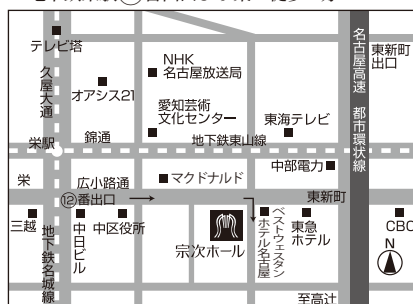 テレビ塔
久屋大通
オアシス21
NHK
名古屋放送局
愛知芸術
文化センター
東海テレビ
名古屋高速 都市環状線
東新町
出口
栄駅
錦通
地下鉄東山線
中部電力
栄
広小路通
マクドナルド
東新町
⑫番出口
三越
地下鉄名城線
中日ビル
中区役所
宗次ホール
ベストウェスタン
ホテル名古屋
東急
ホテル
CBC
N
至高辻